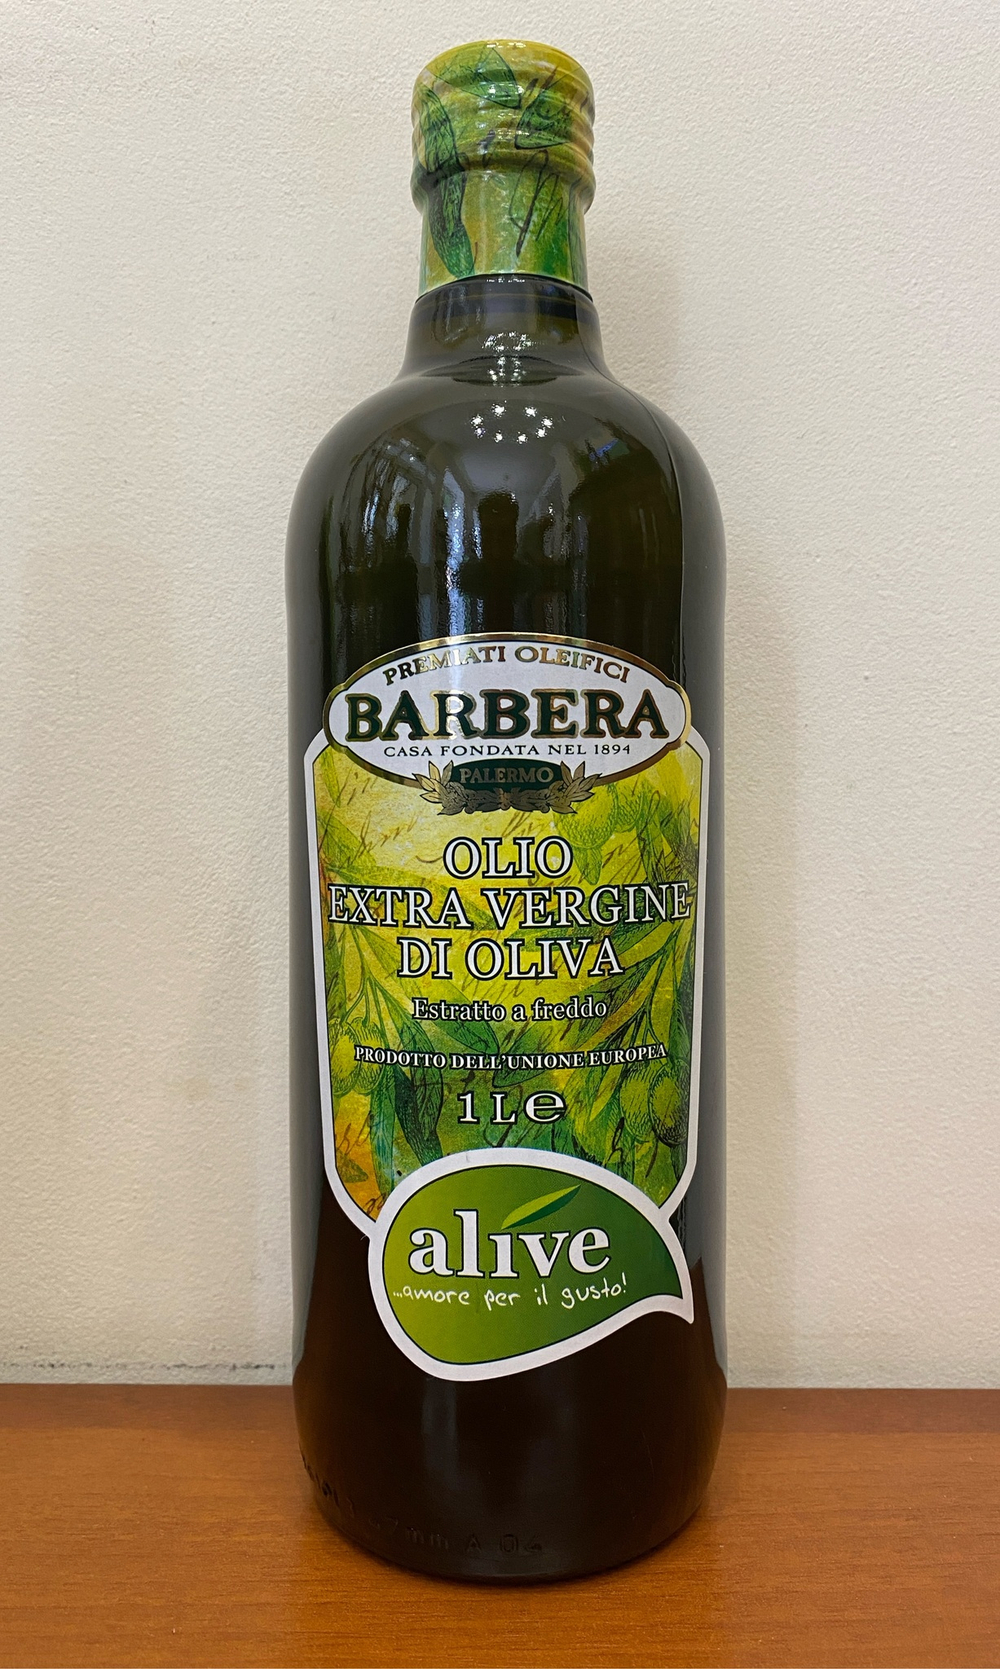 PREMIATI OLEIFICI
BARBERA
CASA FONDATA NEL 1894
PALERMO
OLIO
EXTRA VERGINE
DI OLIVA
Estratto a freddo
PRODOTTO DELL'UNIONE EUROPEA
1 L e
alive
...amore per il gusto!